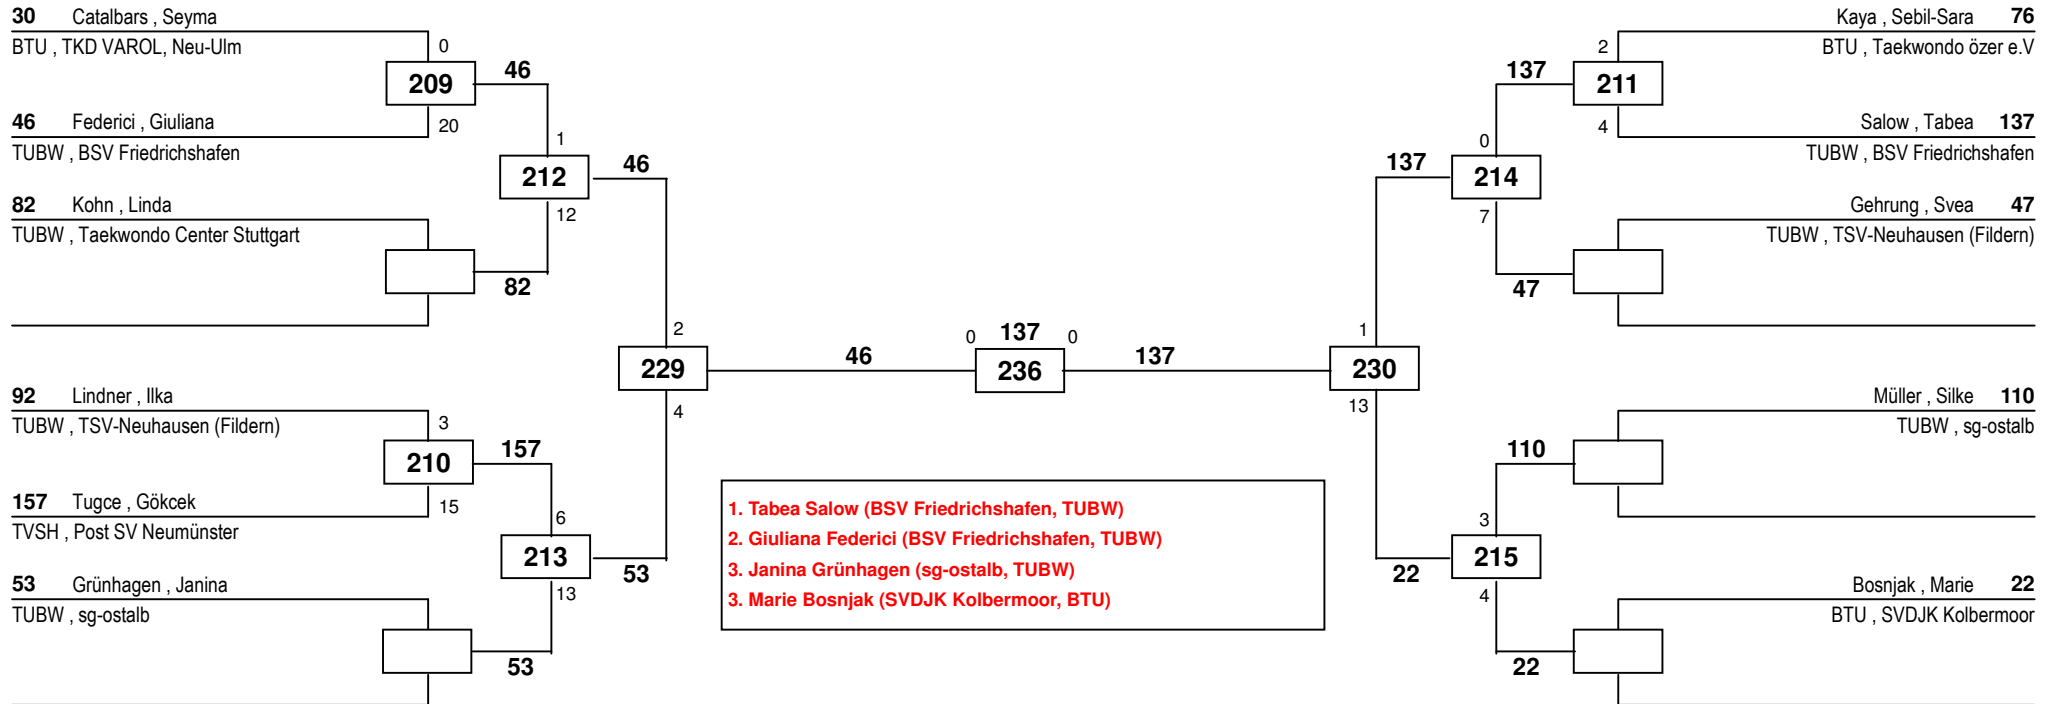 30 Catalbars , Seyma
BTU , TKD VAROL, Neu-Ulm
0
209
46
46 Federici , Giuliana
20
TUBW , BSV Friedrichshafen
1
212
46
82 Kohn , Linda
12
TUBW , Taekwondo Center Stuttgart
82
2
229
46
4
92 Lindner , Ilka
TUBW , TSV-Neuhausen (Fildern)
3
210
157
157 Tugce , Gökcek
15
TVSH , Post SV Neumünster
6
213
53
53 Grünhagen , Janina
13
TUBW , sg-ostalb
53
0 137 0
236
1. Tabea Salow (BSV Friedrichshafen, TUBW)
2. Giuliana Federici (BSV Friedrichshafen, TUBW)
3. Janina Grünhagen (sg-ostalb, TUBW)
3. Marie Bosnjak (SVDJK Kolbermoor, BTU)
Kaya , Sebil-Sara 76
2
BTU , Taekwondo özer e.V
137
211
Salow , Tabea 137
4
TUBW , BSV Friedrichshafen
0
137
214
7
Gehrung , Svea 47
TUBW , TSV-Neuhausen (Fildern)
47
1
137
230
13
Müller , Silke 110
TUBW , sg-ostalb
110
3
215
22
4
Bosnjak , Marie 22
BTU , SVDJK Kolbermoor
22